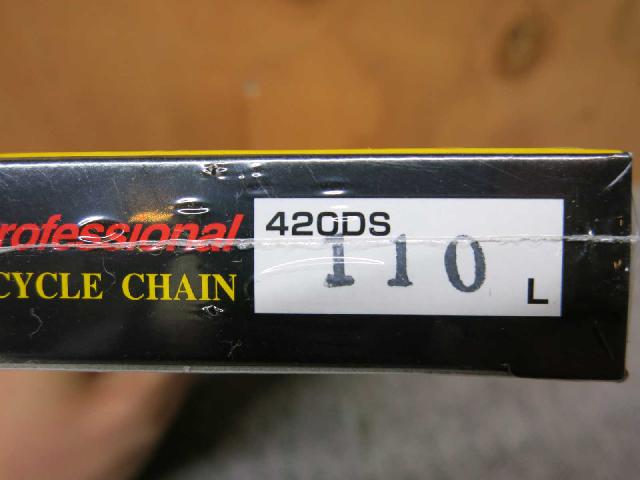 rofessional
CYCLE CHAIN
420DS
110
L